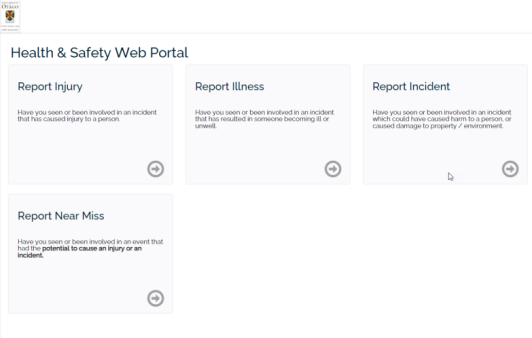 OTAGO
Health & Safety Web Portal
Report Injury
Have you seen or been involved in an incident
that has caused injury to a person.
Report Illness
Have you seen or been involved in an incident
that has resulted in someone becoming ill or
unwell.
Report Incident
Have you seen or been involved in an incident
which could have caused harm to a person, or
caused damage to property / environment.
Report Near Miss
Have you seen or been involved in an event that
had the potential to cause an injury or an
incident.